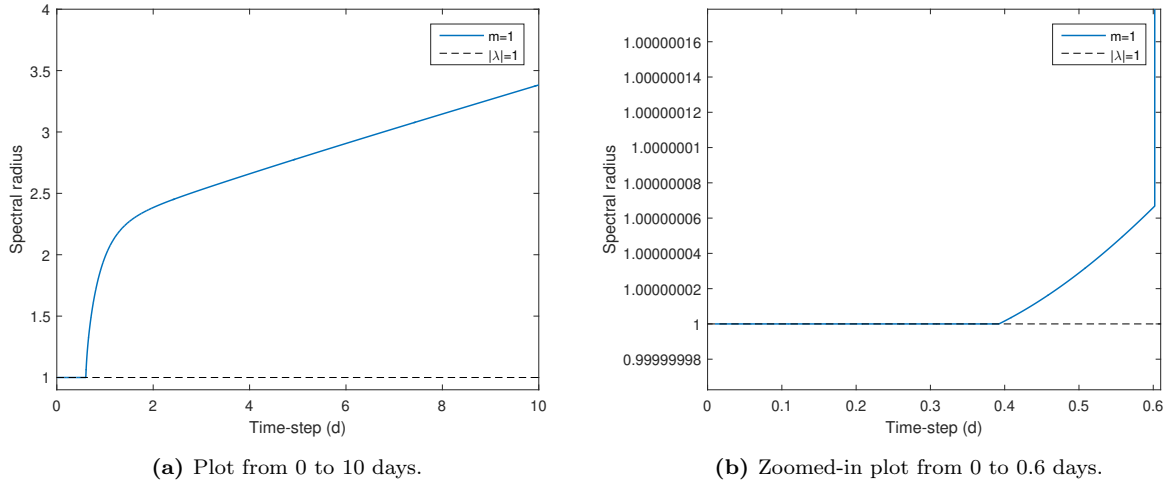 4
3.5
3
2.5
2
1.5
1
0 2 4 6 8 10
Spectral radius
Time-step (d)
m=1
|λ|=1
(a) Plot from 0 to 10 days.
1.00000016
1.00000014
1.00000012
1.0000001
1.00000008
1.00000006
1.00000004
1.00000002
1
0.99999998
0 0.1 0.2 0.3 0.4 0.5 0.6
Spectral radius
Time-step (d)
m=1
|λ|=1
(b) Zoomed-in plot from 0 to 0.6 days.